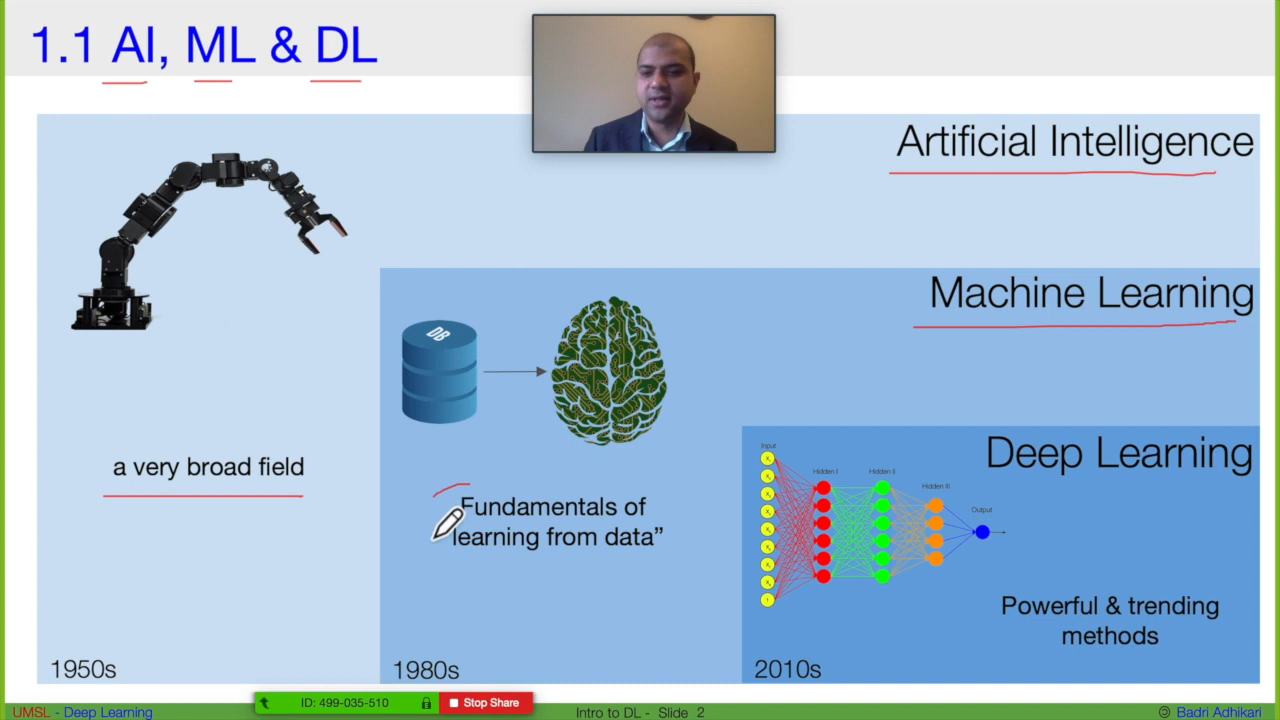 1.1 AI, ML & DL
Artificial Intelligence
Machine Learning
DB
Deep Learning
a very broad field
Fundamentals of
learning from data”
Input
Hidden I
Hidden II
Hidden III
Output
1
Powerful & trending
methods
1950s
1980s
2010s
ID: 499-035-510
Stop Share
UMSL - Deep Learning
Intro to DL - Slide 2
Badri Adhikari